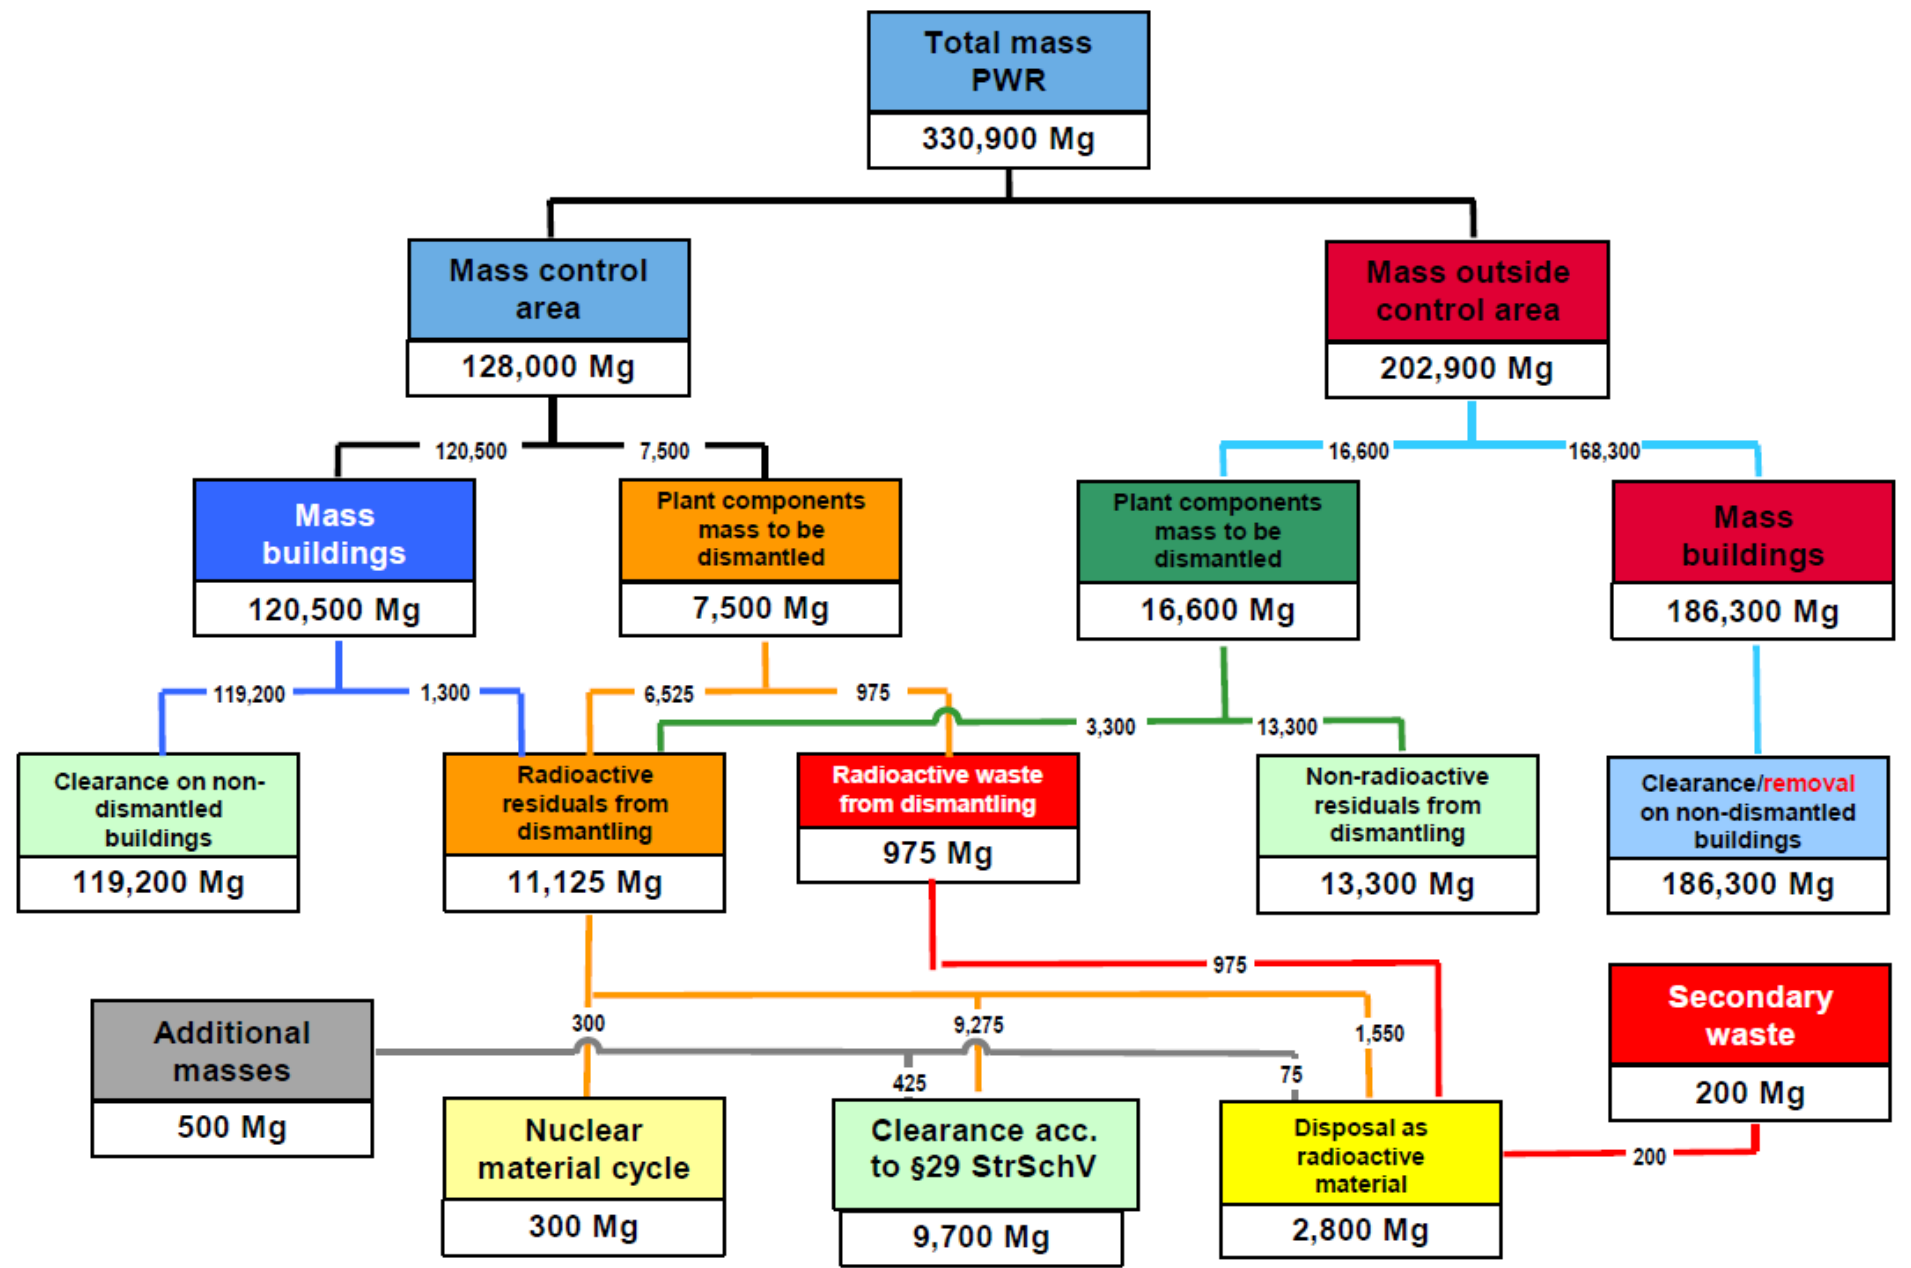 Total mass
PWR
330,900 Mg
Mass control
area
128,000 Mg
Mass outside
control area
202,900 Mg
120,500
7,500
16,600
168,300
Mass
buildings
120,500 Mg
Plant components
mass to be
dismantled
7,500 Mg
Plant components
mass to be
dismantled
16,600 Mg
Mass
buildings
186,300 Mg
119,200
1,300
6,525
975
3,300
13,300
Clearance on non-
dismantled
buildings
119,200 Mg
Radioactive
residuals from
dismantling
11,125 Mg
Radioactive waste
from dismantling
975 Mg
Non-radioactive
residuals from
dismantling
13,300 Mg
Clearance/removal
on non-dismantled
buildings
186,300 Mg
975
300
9,275
1,550
425
75
Additional
masses
500 Mg
Secondary
waste
200 Mg
200
Nuclear
material cycle
300 Mg
Clearance acc.
to §29 StrSchV
9,700 Mg
Disposal as
radioactive
material
2,800 Mg